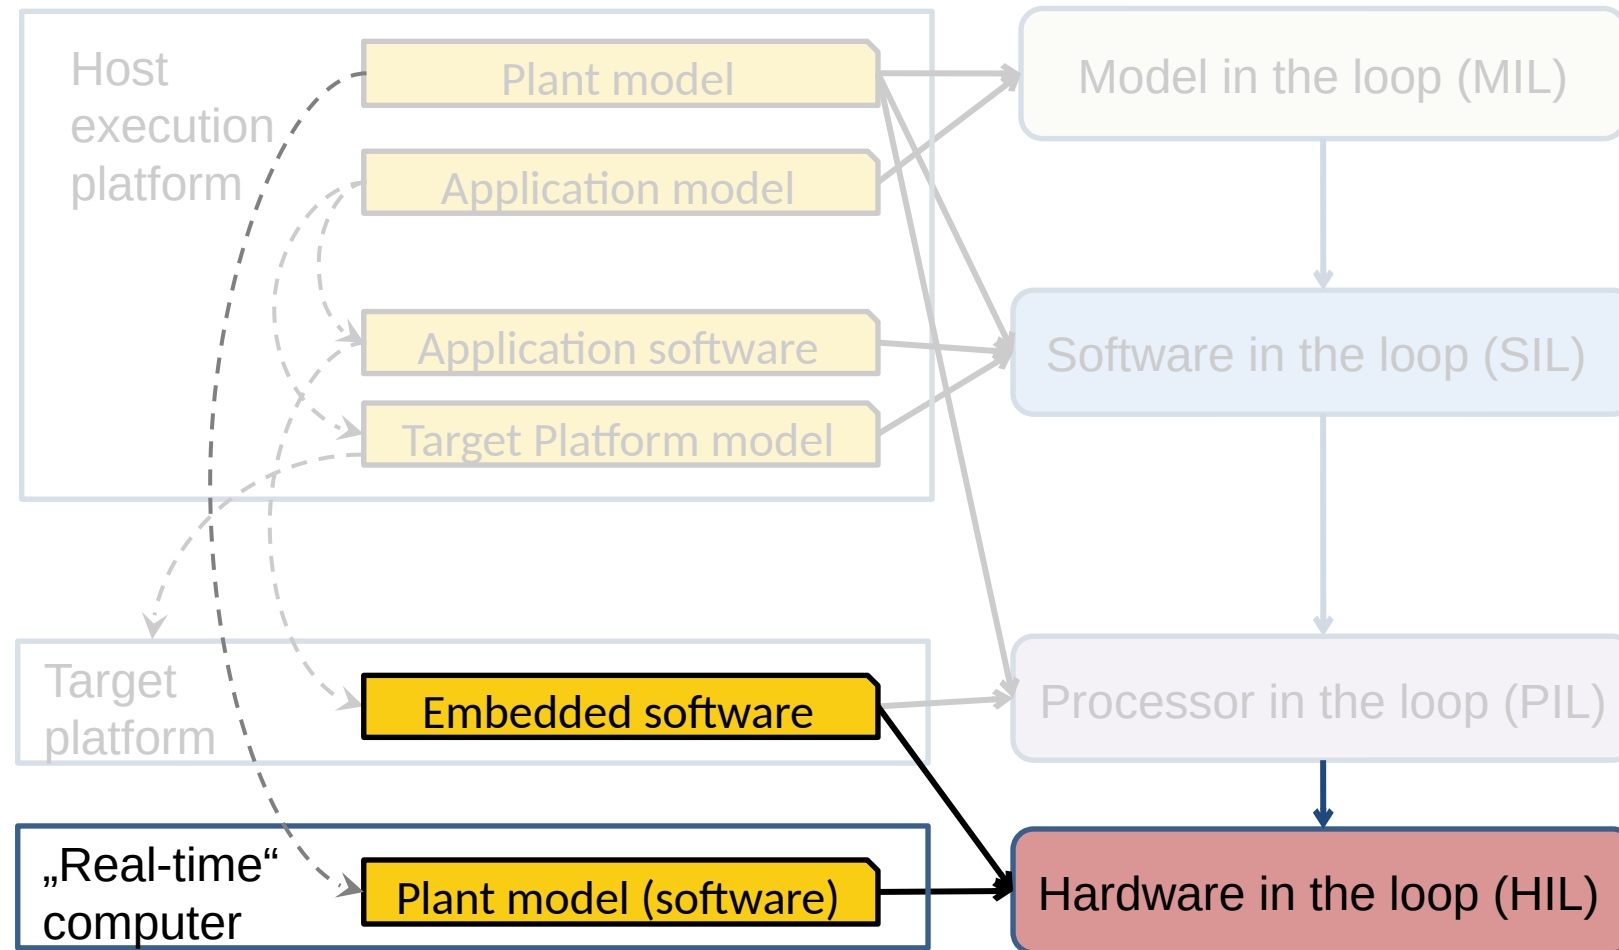 Host
execution
platform
Plant model
Application model
Application software
Target Platform model
Model in the loop (MIL)
Software in the loop (SIL)
Target
platform
Embedded software
Processor in the loop (PIL)
„Real-time“
computer
Plant model (software)
Hardware in the loop (HIL)